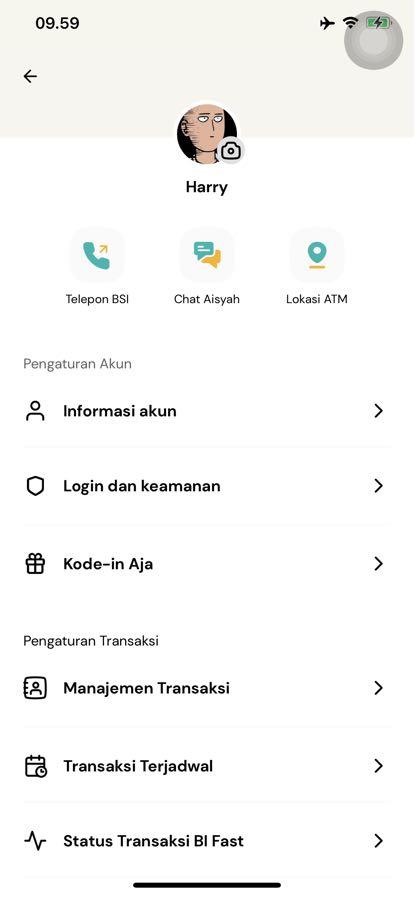 09.59
Harry
Telepon BSI
Chat Aisyah
Lokasi ATM
Pengaturan Akun
Informasi akun
Login dan keamanan
Kode-in Aja
Pengaturan Transaksi
Manajemen Transaksi
Transaksi Terjadwal
Status Transaksi BI Fast